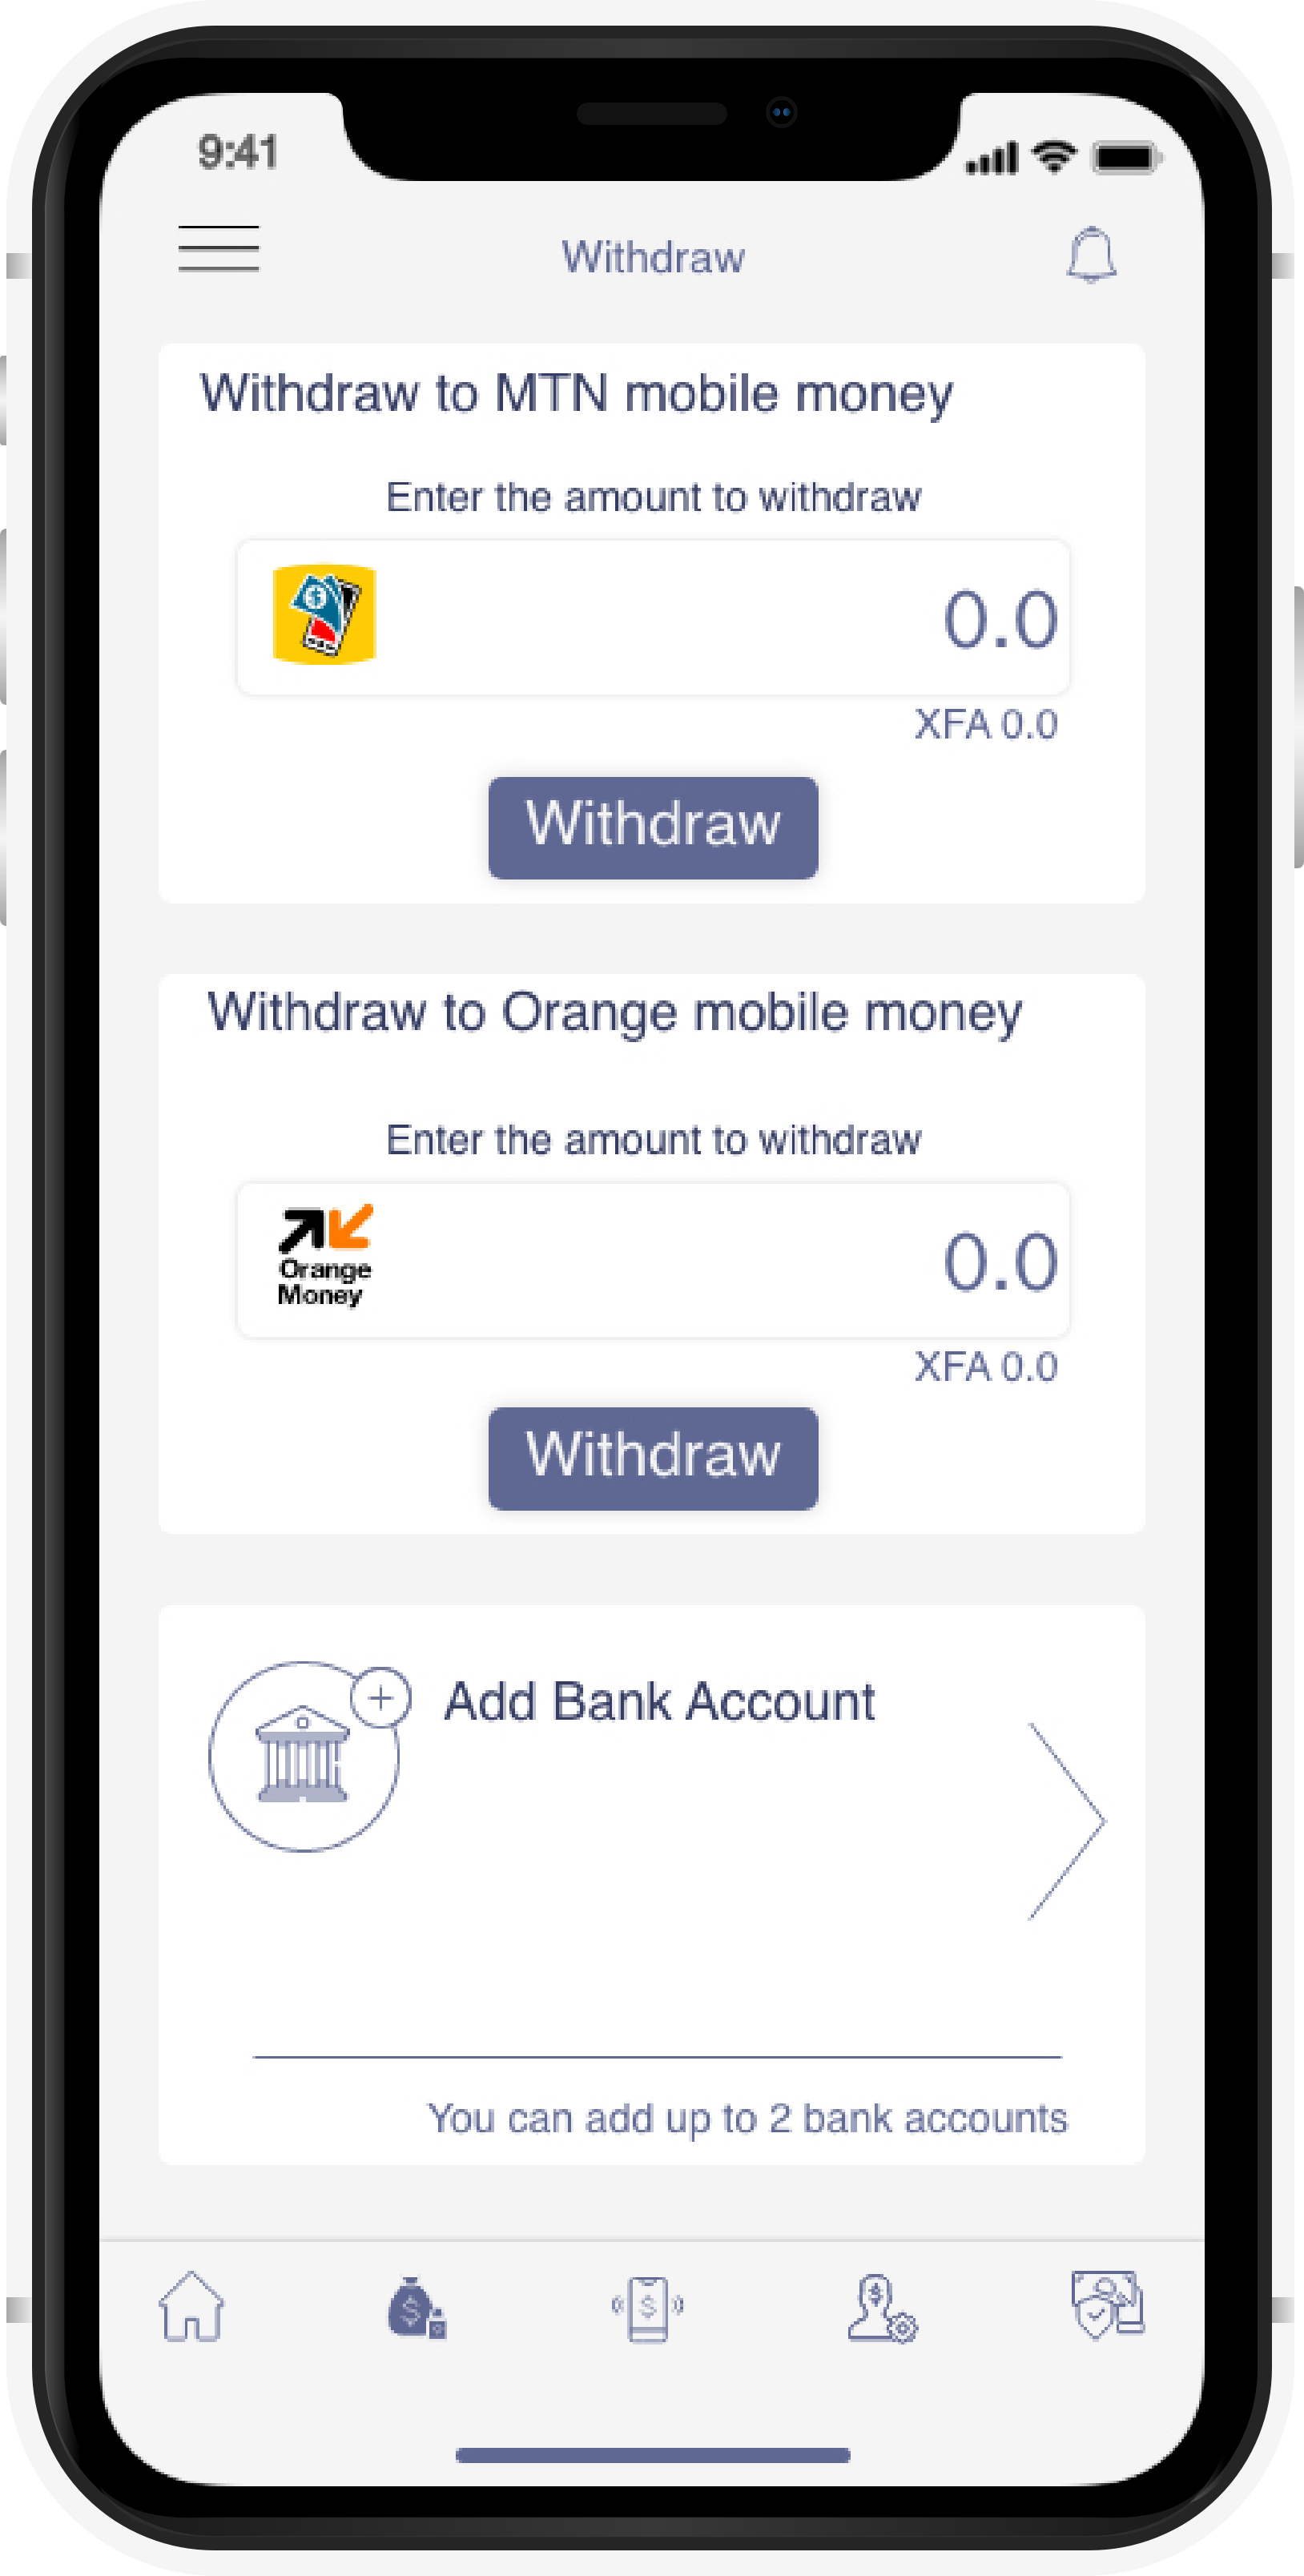 9:41
Withdraw
Withdraw to MTN mobile money
Enter the amount to withdraw
0.0
XFA 0.0
Withdraw
Withdraw to Orange mobile money
Enter the amount to withdraw
Orange
Money
0.0
XFA 0.0
Withdraw
Add Bank Account
You can add up to 2 bank accounts